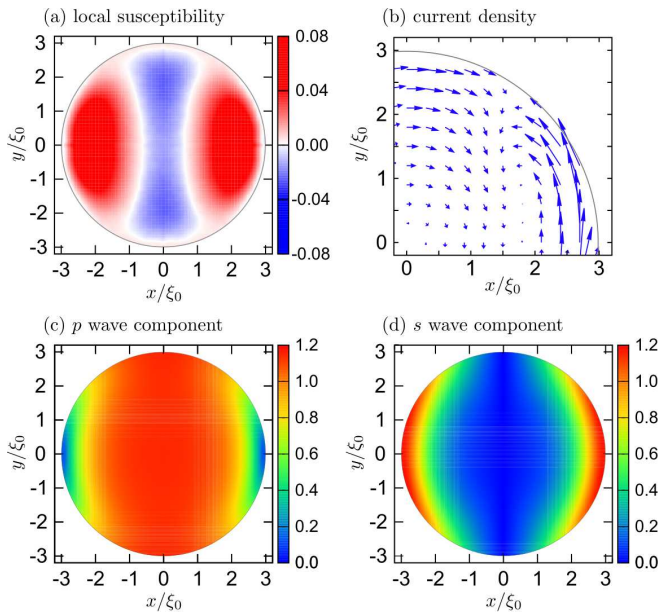 (a) local susceptibility
3
2
1
0
-1
-2
-3
y/ξ₀
-3 -2 -1 0 1 2 3
x/ξ₀
0.08
0.04
0.00
-0.04
-0.08
(b) current density
3
2
1
0
y/ξ₀
0 1 2 3
x/ξ₀
(c) p wave component
3
2
1
0
-1
-2
-3
y/ξ₀
-3 -2 -1 0 1 2 3
x/ξ₀
1.2
1.0
0.8
0.6
0.4
0.2
0.0
(d) s wave component
3
2
1
0
-1
-2
-3
y/ξ₀
-3 -2 -1 0 1 2 3
x/ξ₀
1.2
1.0
0.8
0.6
0.4
0.2
0.0